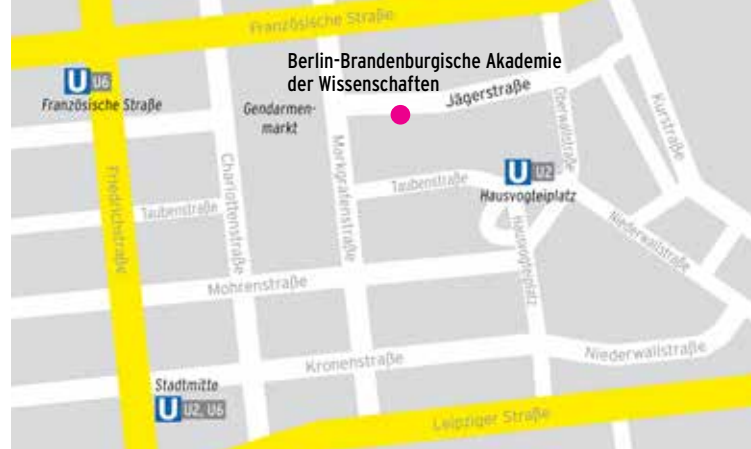 Französische Straße
Berlin-Brandenburgische Akademie
der Wissenschaften
U U6
Französische Straße
Gendarmen-
markt
Jägerstraße
Oberwallstraße
Kurstraße
Friedrichstraße
Charlottenstraße
Markgrafenstraße
Taubenstraße
Taubenstraße
U U2
Hausvogteiplatz
Hausvogteiplatz
Niederwallstraße
Mohrenstraße
Kronenstraße
Niederwallstraße
Stadtmitte
U U2, U6
Leipziger Straße